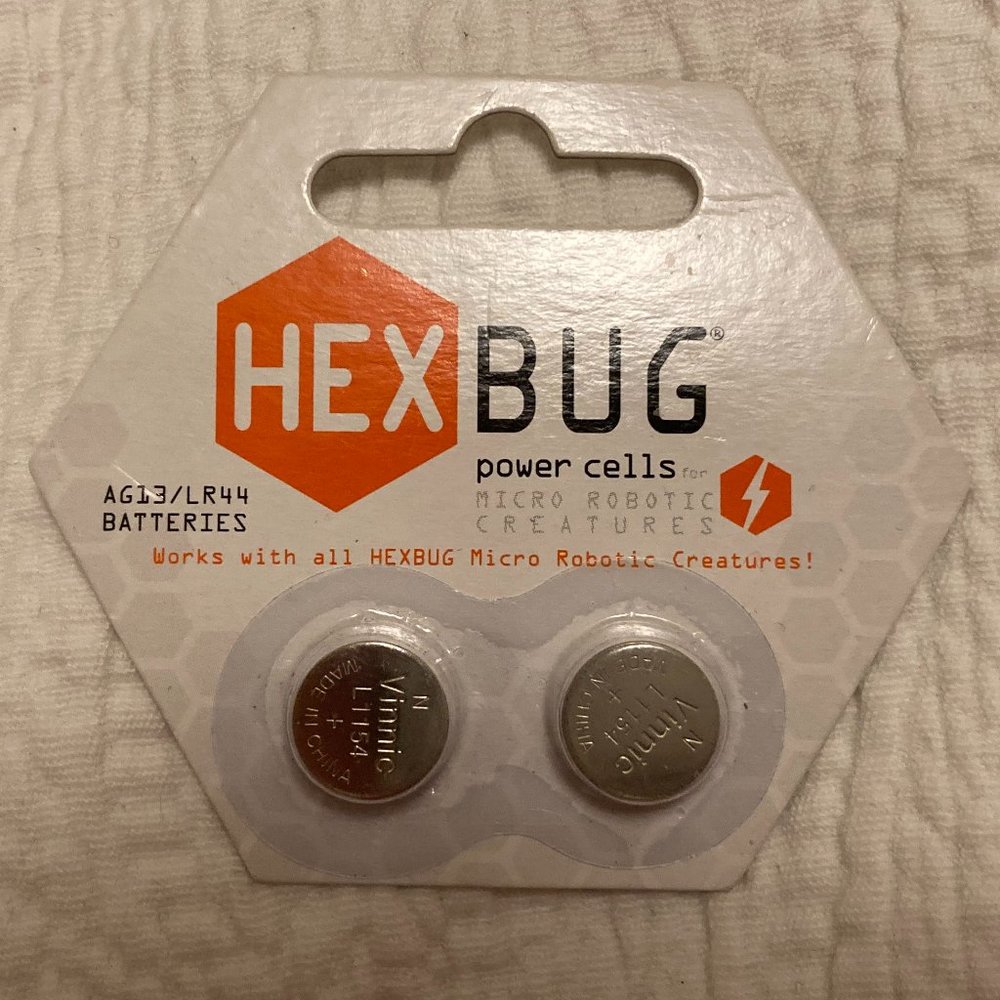 HEXBUG®
power cells for
MICRO ROBOTIC
CREATURES
AG13/LR44
BATTERIES
Works with all HEXBUG Micro Robotic Creatures!
N
Vinnic
L1154
+
MADE IN CHINA
N
Vinnic
L1154
+
MADE IN CHINA